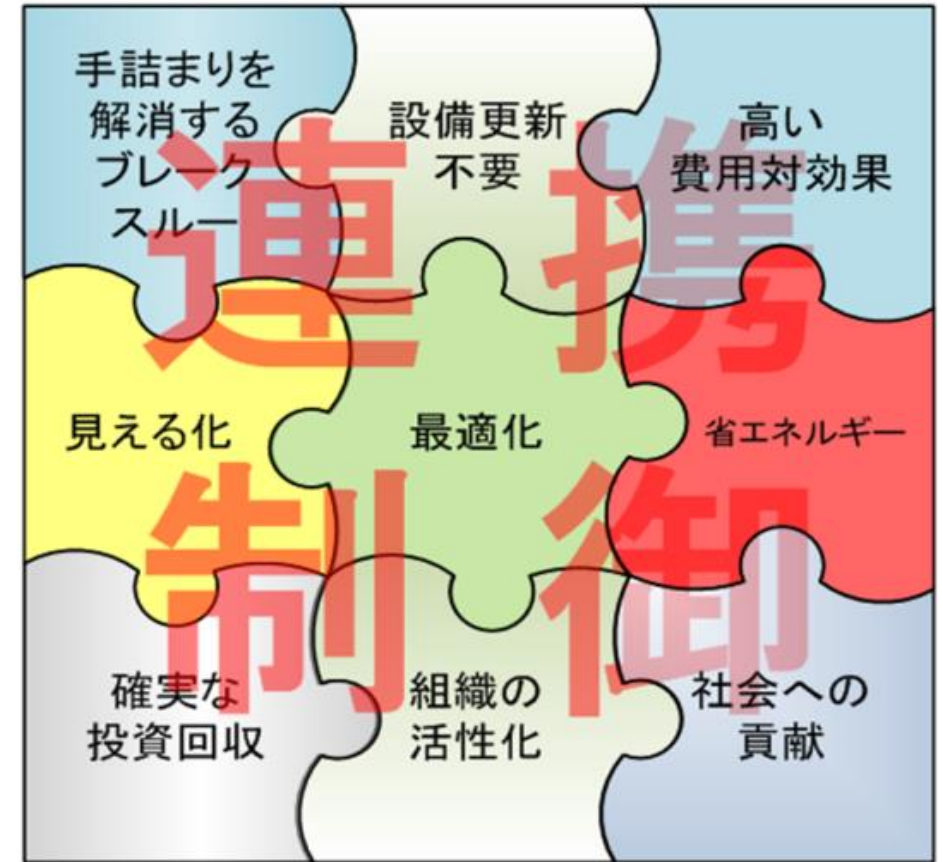 手詰まりを
解消する
ブレーク
スルー
設備更新
不要
高い
費用対効果
見える化
最適化
省エネルギー
確実な
投資回収
組織の
活性化
社会への
貢献
連携
制御